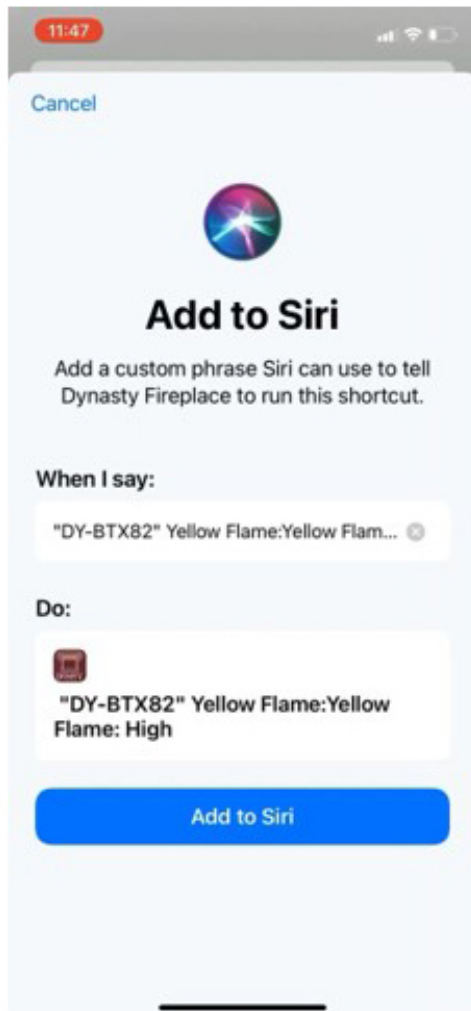 11:47
Cancel
Add to Siri
Add a custom phrase Siri can use to tell
Dynasty Fireplace to run this shortcut.
When I say:
"DY-BTX82" Yellow Flame:Yellow Flam...
Do:
"DY-BTX82" Yellow Flame:Yellow
Flame: High
Add to Siri